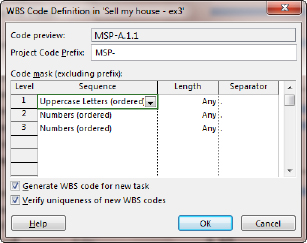 WBS Code Definition in 'Sell my house - ex3'
Code preview: MSP-A.1.1
Project Code Prefix: MSP-
Code mask (excluding prefix):
Level Sequence Length Separator
1 Uppercase Letters (ordered) Any .
2 Numbers (ordered) Any .
3 Numbers (ordered) Any .
Generate WBS code for new task
Verify uniqueness of new WBS codes
Help OK Cancel